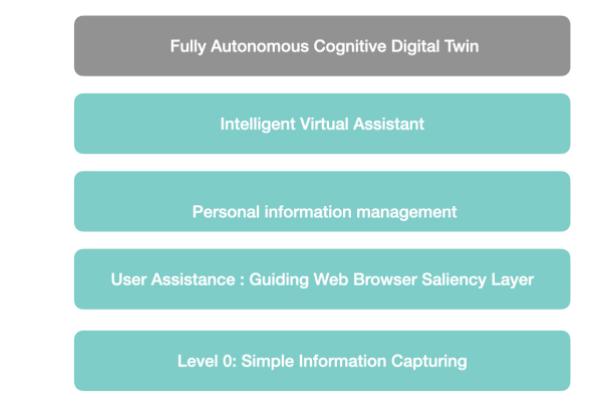 Fully Autonomous Cognitive Digital Twin
Intelligent Virtual Assistant
Personal information management
User Assistance : Guiding Web Browser Saliency Layer
Level 0: Simple Information Capturing